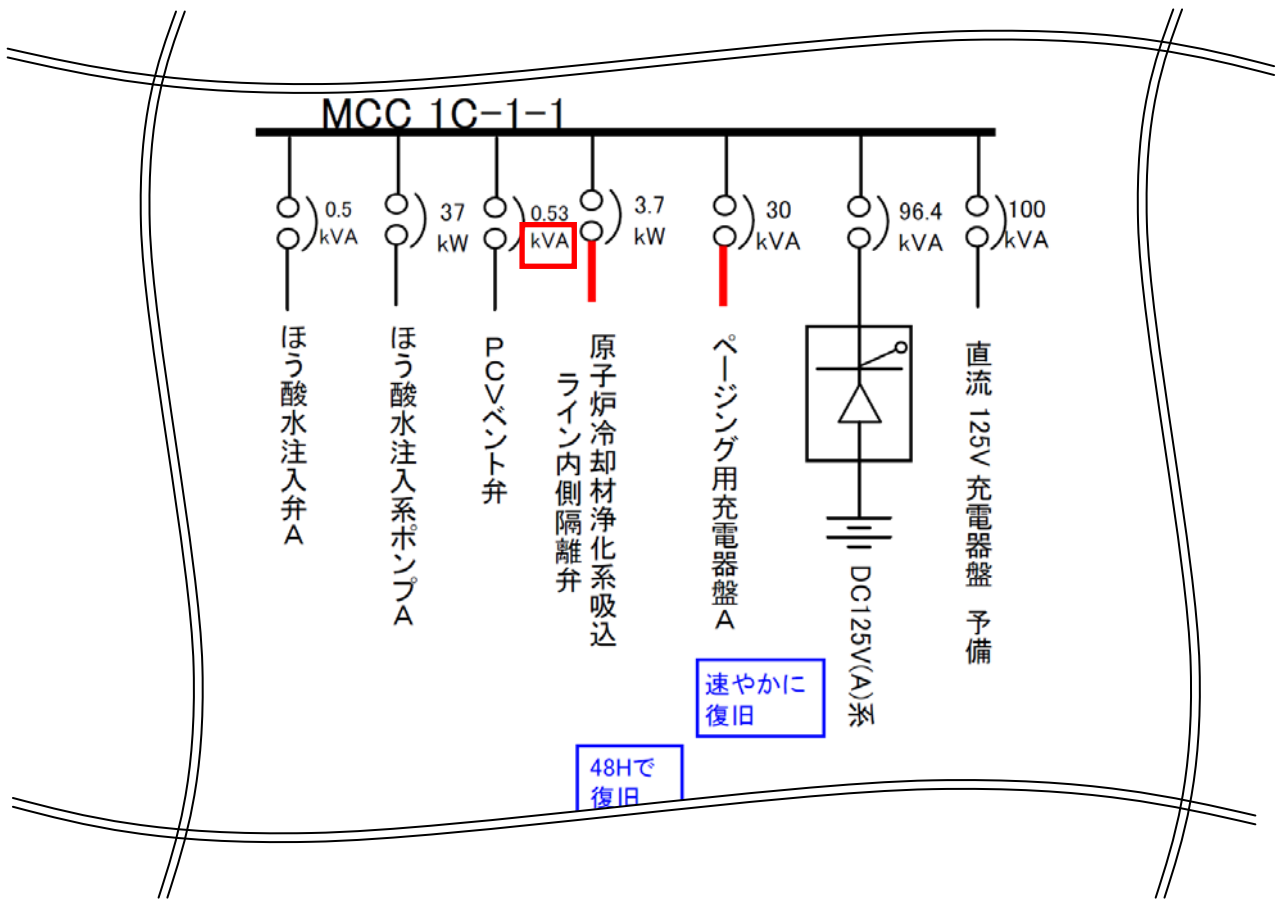 MCC 1C-1-1
0.5
kVA
37
kW
0.53
kVA
3.7
kW
30
kVA
96.4
kVA
100
kVA
ほう酸水注入弁A
ほう酸水注入系ポンプA
PCVベント弁
原子炉冷却材浄化系吸込
ライン内側隔離弁
ページング用充電器盤A
DC125V(A)系
直流 125V 充電器盤 予備
速やかに
復旧
48Hで
復旧